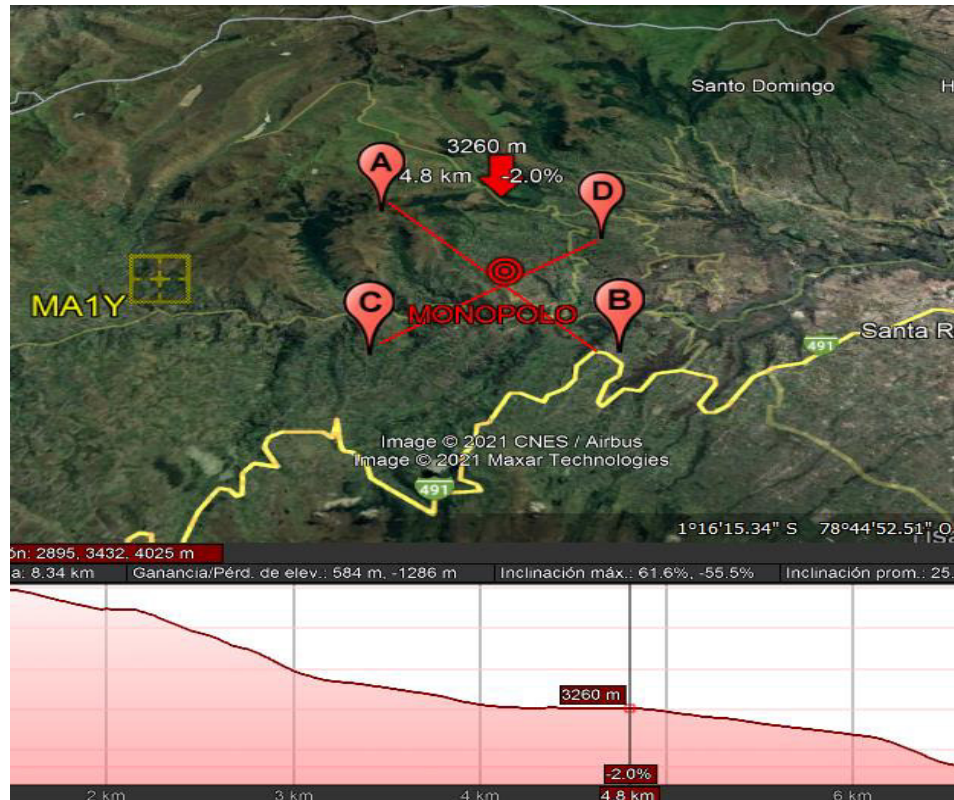 Santo Domingo
H
3260 m
A
4.8 km -2.0%
D
MA1Y
C
MONOPOLO
B
Santa R
491
Image © 2021 CNES / Airbus
Image © 2021 Maxar Technologies
491
1°16'15.34" S 78°44'52.51" O
ón: 2895, 3432, 4025 m
a: 8.34 km Ganancia/Pérd. de elev.: 584 m, -1286 m Inclinación máx.: 61.6%, -55.5% Inclinación prom.: 25.
3260 m
-2.0%
2 km 3 km 4 km 4.8 km 6 km